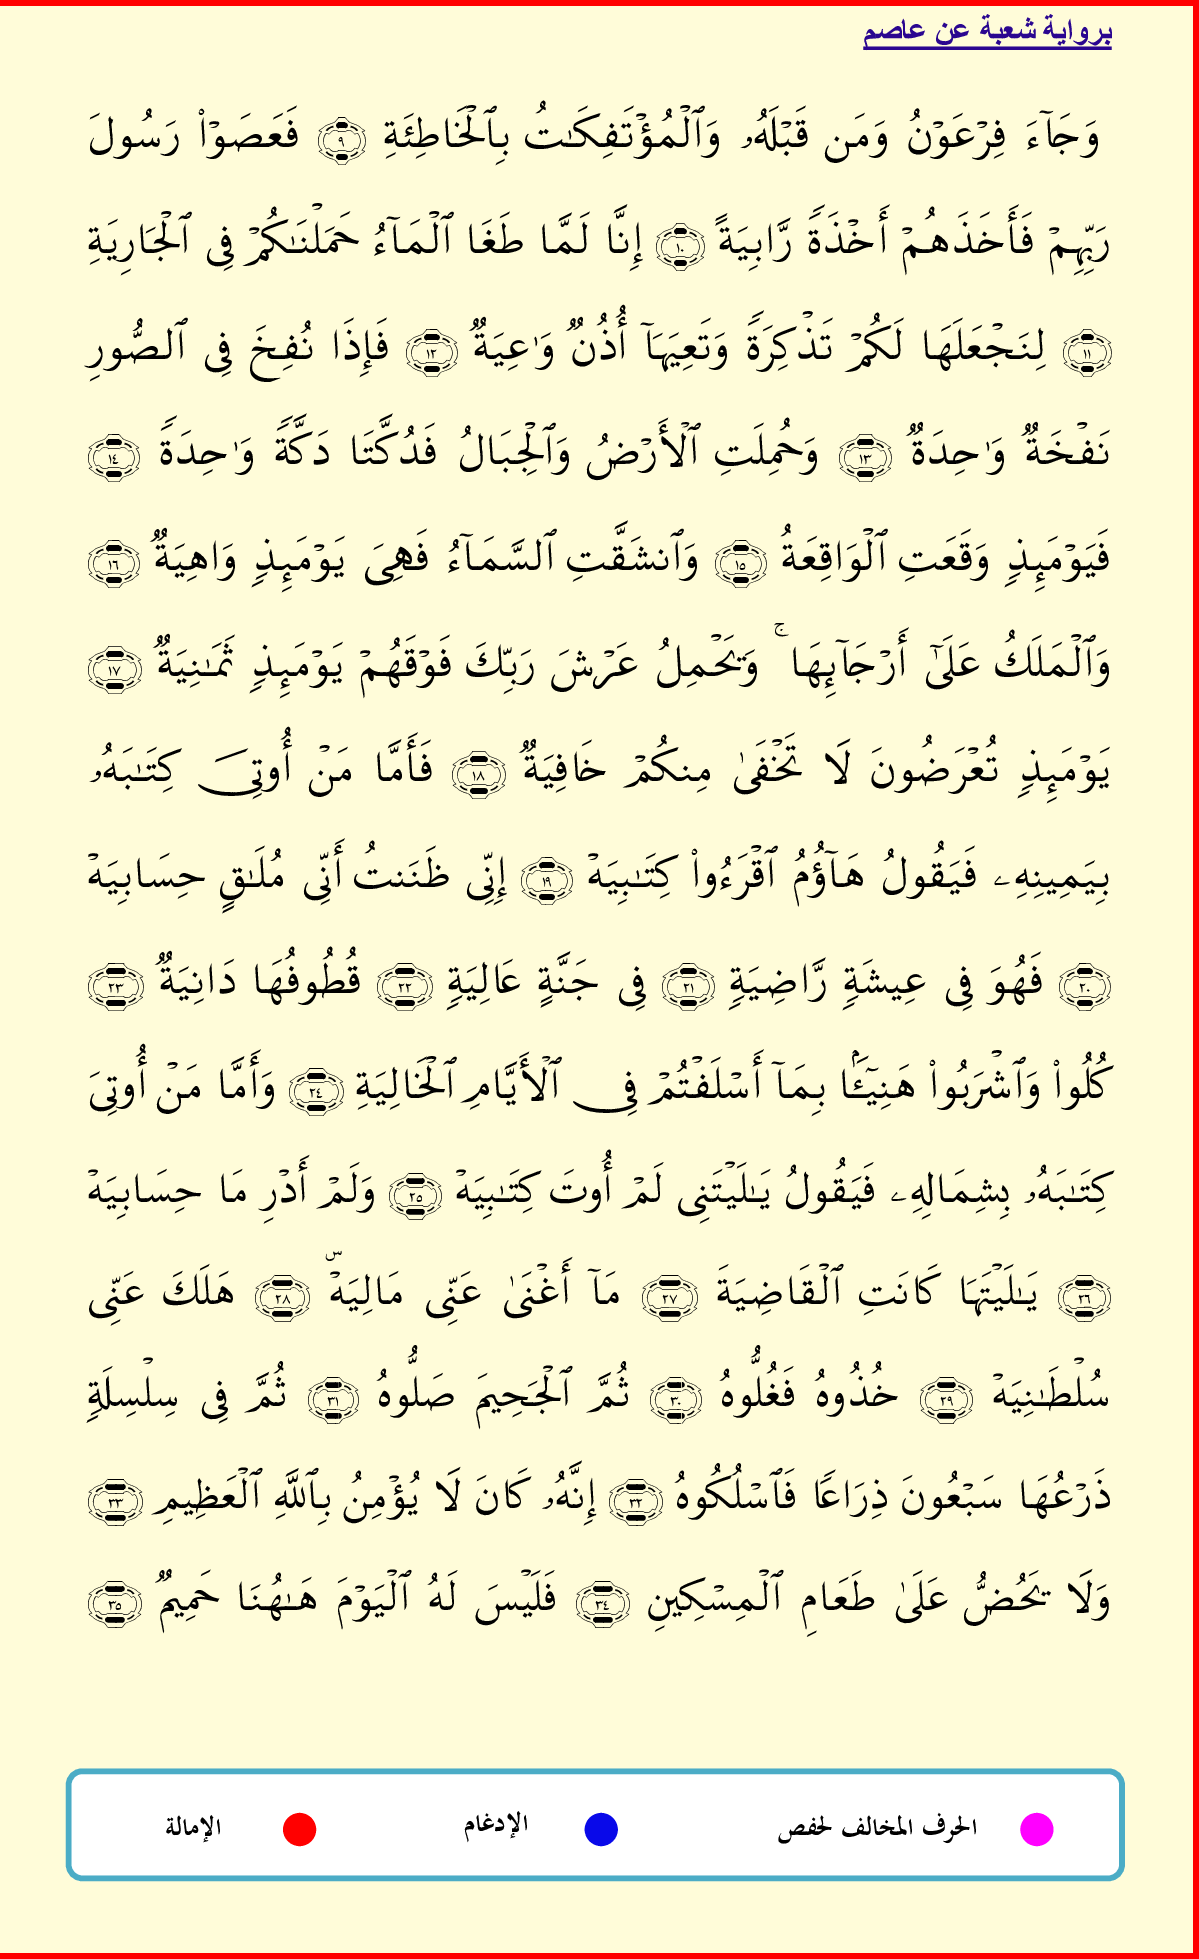 برواية شعبة عن عاصم
وَجَآءَ فِرْعَوْنُ وَمَن قَبْلَهُۥ وَٱلْمُؤْتَفِكَـٰتُ بِٱلْخَاطِئَةِ ٩ فَعَصَوْا۟ رَسُولَ
رَبِّهِمْ فَأَخَذَهُمْ أَخْذَةً رَّابِيَةً ١٠ إِنَّا لَمَّا طَغَا ٱلْمَآءُ حَمَلْنَـٰكُمْ فِى ٱلْجَارِيَةِ
١١ لِنَجْعَلَهَا لَكُمْ تَذْكِرَةً وَتَعِيَهَآ أُذُنٌ وَٰعِيَةٌ ١٢ فَإِذَا نُفِخَ فِى ٱلصُّورِ
نَفْخَةٌ وَٰحِدَةٌ ١٣ وَحُمِلَتِ ٱلْأَرْضُ وَٱلْجِبَالُ فَدُكَّتَا دَكَّةً وَٰحِدَةً ١٤
فَيَوْمَئِذٍ وَقَعَتِ ٱلْوَاقِعَةُ ١٥ وَٱنشَقَّتِ ٱلسَّمَآءُ فَهِىَ يَوْمَئِذٍ وَاهِيَةٌ ١٦
وَٱلْمَلَكُ عَلَىٰٓ أَرْجَآئِهَا ۚ وَيَحْمِلُ عَرْشَ رَبِّكَ فَوْقَهُمْ يَوْمَئِذٍ ثَمَـٰنِيَةٌ ١٧
يَوْمَئِذٍ تُعْرَضُونَ لَا تَخْفَىٰ مِنكُمْ خَافِيَةٌ ١٨ فَأَمَّا مَنْ أُوتِىَ كِتَـٰبَهُۥ
بِيَمِينِهِۦ فَيَقُولُ هَآؤُمُ ٱقْرَءُوا۟ كِتَـٰبِيَهْ ١٩ إِنِّى ظَنَنتُ أَنِّى مُلَـٰقٍ حِسَابِيَهْ
٢٠ فَهُوَ فِى عِيشَةٍ رَّاضِيَةٍ ٢١ فِى جَنَّةٍ عَالِيَةٍ ٢٢ قُطُوفُهَا دَانِيَةٌ ٢٣
كُلُوا۟ وَٱشْرَبُوا۟ هَنِيٓـًٔۢا بِمَآ أَسْلَفْتُمْ فِى ٱلْأَيَّامِ ٱلْخَالِيَةِ ٢٤ وَأَمَّا مَنْ أُوتِىَ
كِتَـٰبَهُۥ بِشِمَالِهِۦ فَيَقُولُ يَـٰلَيْتَنِى لَمْ أُوتَ كِتَـٰبِيَهْ ٢٥ وَلَمْ أَدْرِ مَا حِسَابِيَهْ
٢٦ يَـٰلَيْتَهَا كَانَتِ ٱلْقَاضِيَةَ ٢٧ مَآ أَغْنَىٰ عَنِّى مَالِيَهْۜ ٢٨ هَلَكَ عَنِّى
سُلْطَـٰنِيَهْ ٢٩ خُذُوهُ فَغُلُّوهُ ٣٠ ثُمَّ ٱلْجَحِيمَ صَلُّوهُ ٣١ ثُمَّ فِى سِلْسِلَةٍ
ذَرْعُهَا سَبْعُونَ ذِرَاعًا فَٱسْلُكُوهُ ٣٢ إِنَّهُۥ كَانَ لَا يُؤْمِنُ بِٱللَّهِ ٱلْعَظِيمِ ٣٣
وَلَا يَحُضُّ عَلَىٰ طَعَامِ ٱلْمِسْكِينِ ٣٤ فَلَيْسَ لَهُ ٱلْيَوْمَ هَـٰهُنَا حَمِيمٌ ٣٥
الحرف المخالف لحفص الإدغام الإمالة